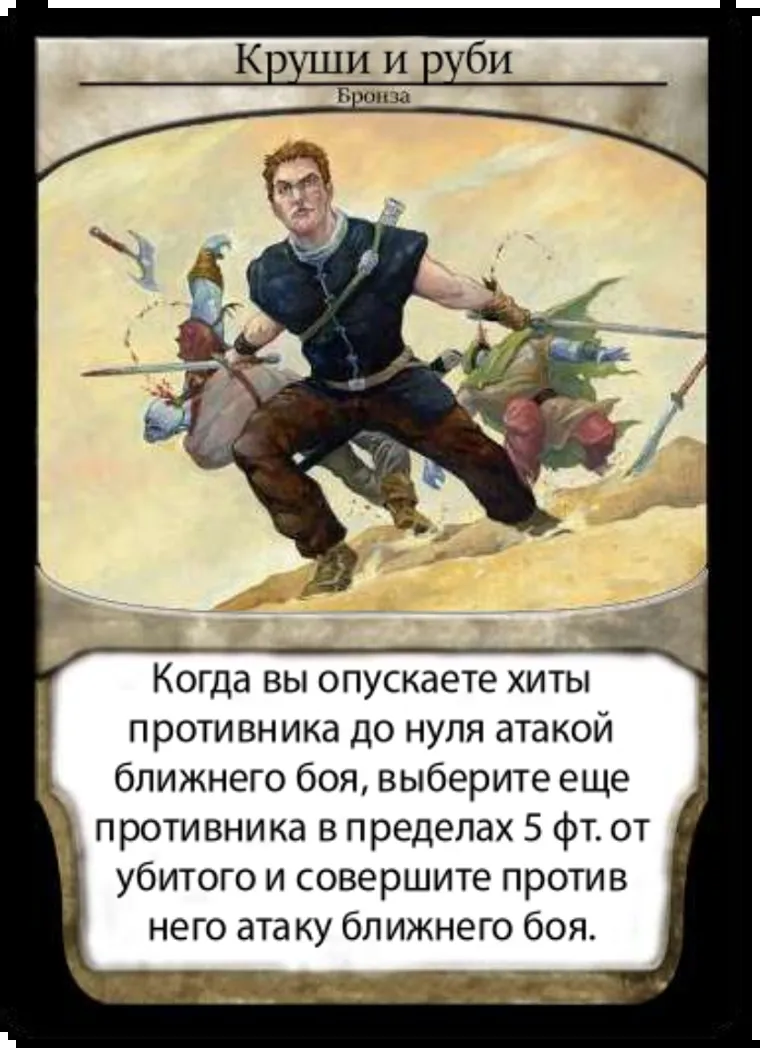 Круши и руби
Бронза
Когда вы опускаете хиты
противника до нуля атакой
ближнего боя, выберите еще
противника в пределах 5 фт. от
убитого и совершите против
него атаку ближнего боя.